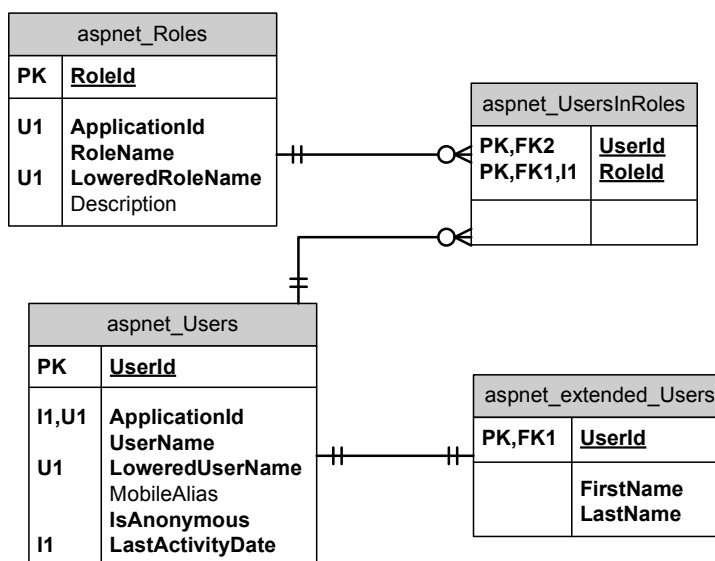 aspnet_Roles
PK RoleId
U1 ApplicationId
RoleName
U1 LoweredRoleName
Description
aspnet_UsersInRoles
PK,FK2 UserId
PK,FK1,I1 RoleId
aspnet_Users
PK UserId
I1,U1 ApplicationId
UserName
U1 LoweredUserName
MobileAlias
IsAnonymous
I1 LastActivityDate
aspnet_extended_Users
PK,FK1 UserId
FirstName
LastName